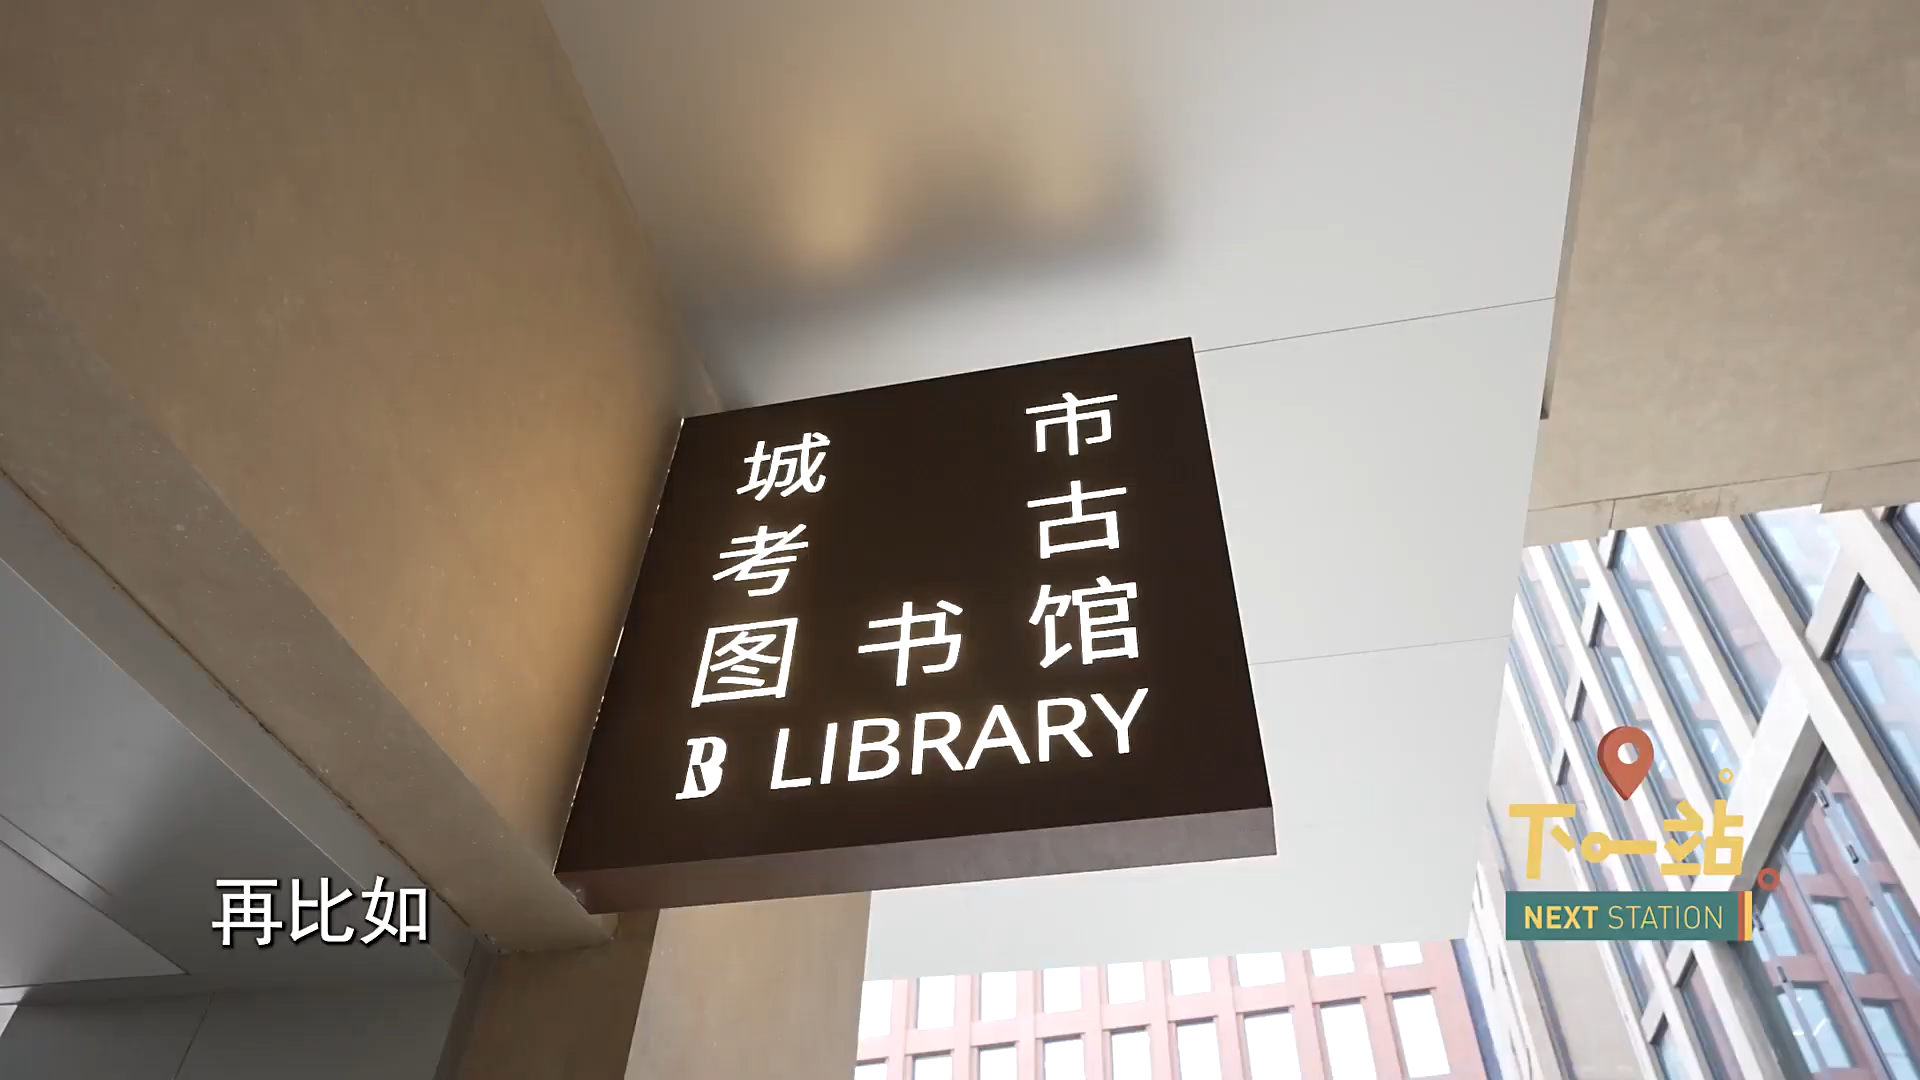 城 市
考 古
图 书 馆
B LIBRARY
下一站
NEXT STATION
再比如